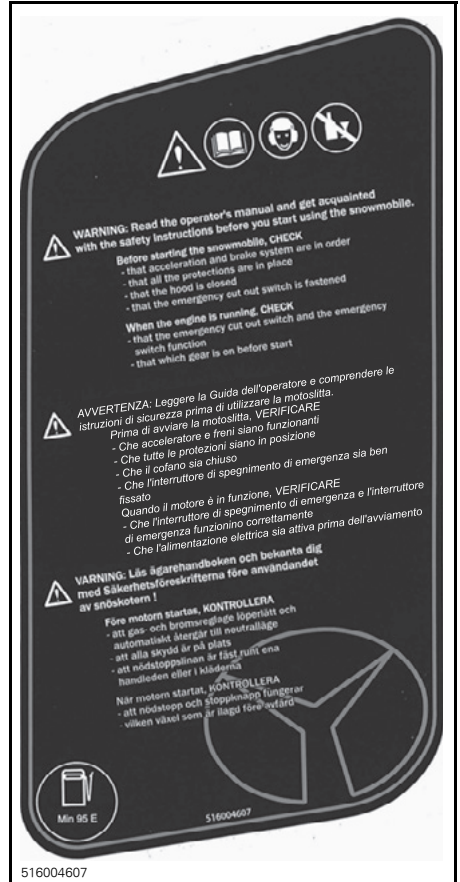 WARNING: Read the operator's manual and get acquainted
with the safety instructions before you start using the snowmobile.
Before starting the snowmobile, CHECK
- that acceleration and brake system are in order
- that all the protections are in place
- that the hood is closed
- that the emergency cut out switch is fastened
When the engine is running, CHECK
- that the emergency cut out switch and the emergency
switch function
- that which gear is on before start
AVVERTENZA: Leggere la Guida dell'operatore e comprendere le
istruzioni di sicurezza prima di utilizzare la motoslitta.
Prima di avviare la motoslitta, VERIFICARE
- Che acceleratore e freni siano funzionanti
- Che tutte le protezioni siano in posizione
- Che il cofano sia chiuso
- Che l'interruttore di spegnimento di emergenza sia ben
fissato
Quando il motore è in funzione, VERIFICARE
- Che l'interruttore di spegnimento di emergenza e l'interruttore
di emergenza funzionino correttamente
- Che l'alimentazione elettrica sia attiva prima dell'avviamento
VARNING: Läs ägarehandboken och bekanta dig
med Säkerhetsföreskrifterna före användandet
av snöskotern !
Före motorn startas, KONTROLLERA
- att gas- och bromsreglage löperlätt och
automatiskt återgår till neutralläge
- att alla skydd är på plats
- att nödstoppslinan är fäst runt ena
handleden eller i kläderna
När motorn startat, KONTROLLERA
- att nödstopp och stoppknapp fungerar
- vilken växel som är ilagd före avfärd
Min 95 E
516004607
516004607